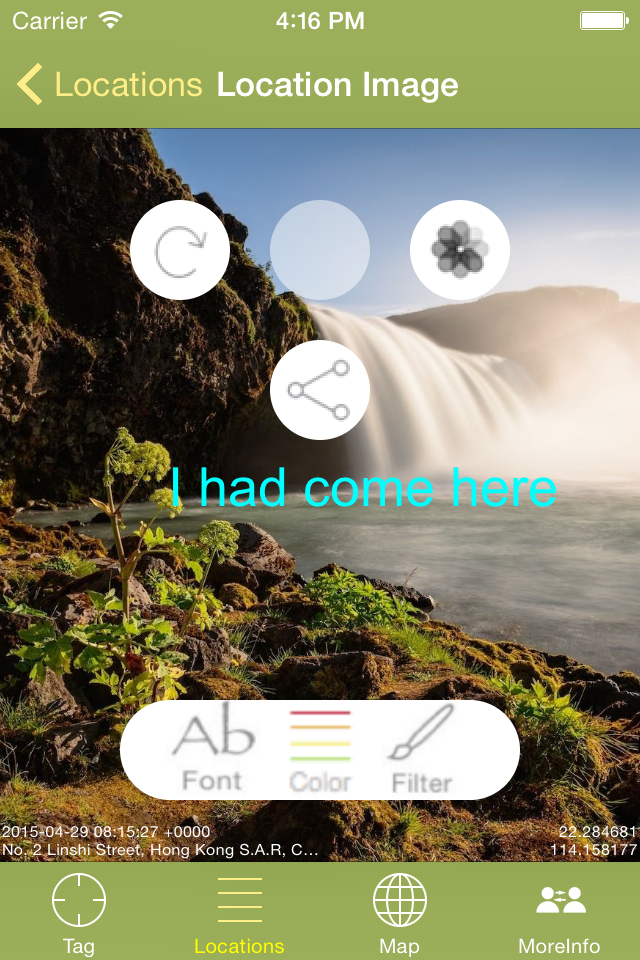 Carrier 4:16 PM
Locations Location Image
I had come here
Font Color Filter
2015-04-29 08:15:27 +0000 22.284681
No. 2 Linshi Street, Hong Kong S.A.R, C… 114.158177
Tag Locations Map MoreInfo